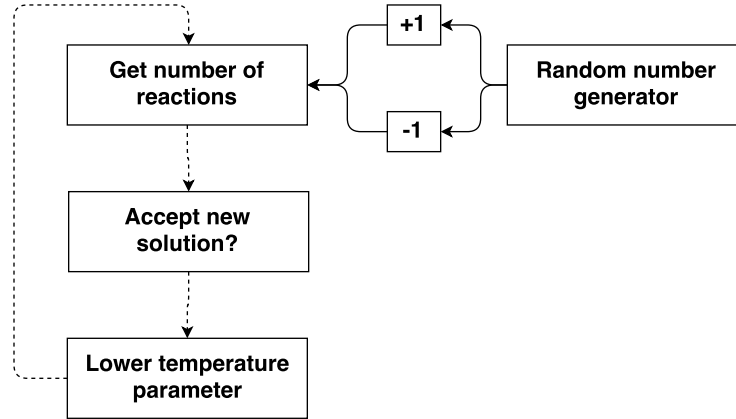 +1
Get number of
reactions
Random number
generator
-1
Accept new
solution?
Lower temperature
parameter